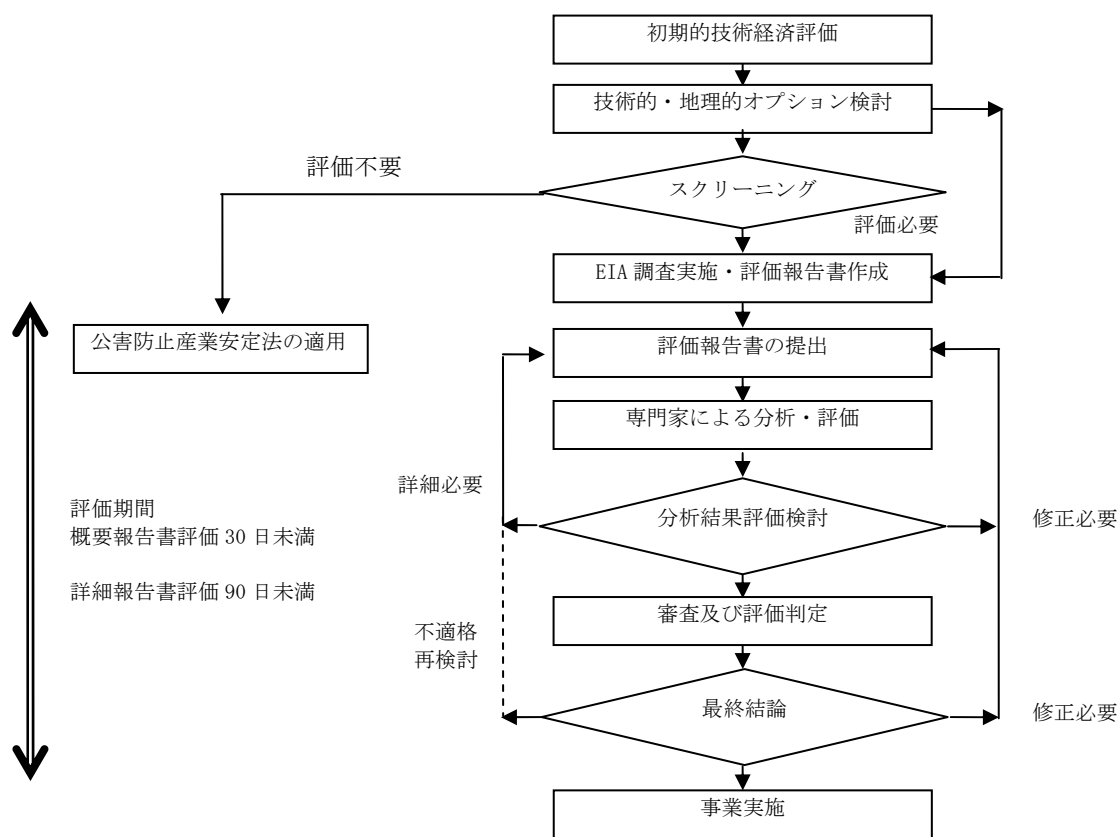 初期的技術経済評価
技術的・地理的オプション検討
評価不要
スクリーニング
評価必要
EIA 調査実施・評価報告書作成
公害防止産業安定法の適用
評価報告書の提出
専門家による分析・評価
詳細必要
評価期間
概要報告書評価 30 日未満
詳細報告書評価 90 日未満
分析結果評価検討
修正必要
審査及び評価判定
不適格
再検討
最終結論
修正必要
事業実施